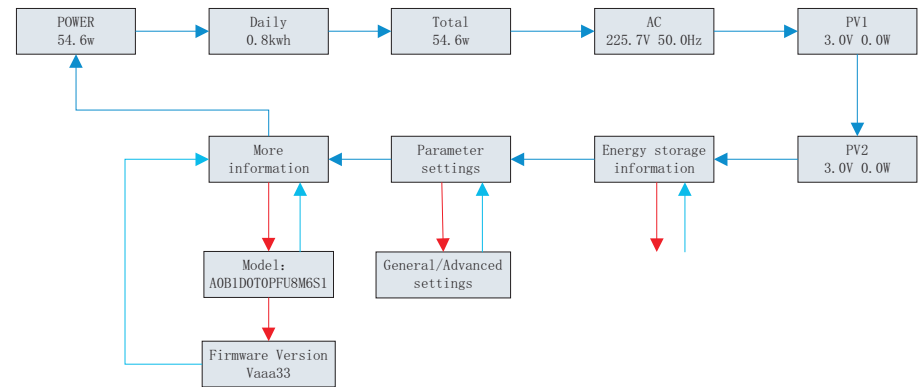 POWER
54.6w
Daily
0.8kwh
Total
54.6w
AC
225.7V 50.0Hz
PV1
3.0V 0.0W
More
information
Parameter
settings
Energy storage
information
PV2
3.0V 0.0W
Model:
A0B1D0T0PFU8M6S1
General/Advanced
settings
Firmware Version
Vaaa33